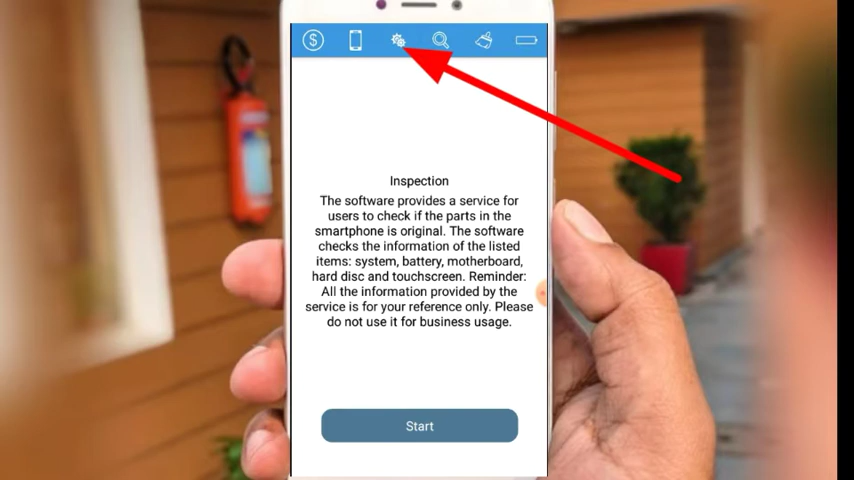 $
Inspection
The software provides a service for
users to check if the parts in the
smartphone is original. The software
checks the information of the listed
items: system, battery, motherboard,
hard disc and touchscreen. Reminder:
All the information provided by the
service is for your reference only. Please
do not use it for business usage.
Start